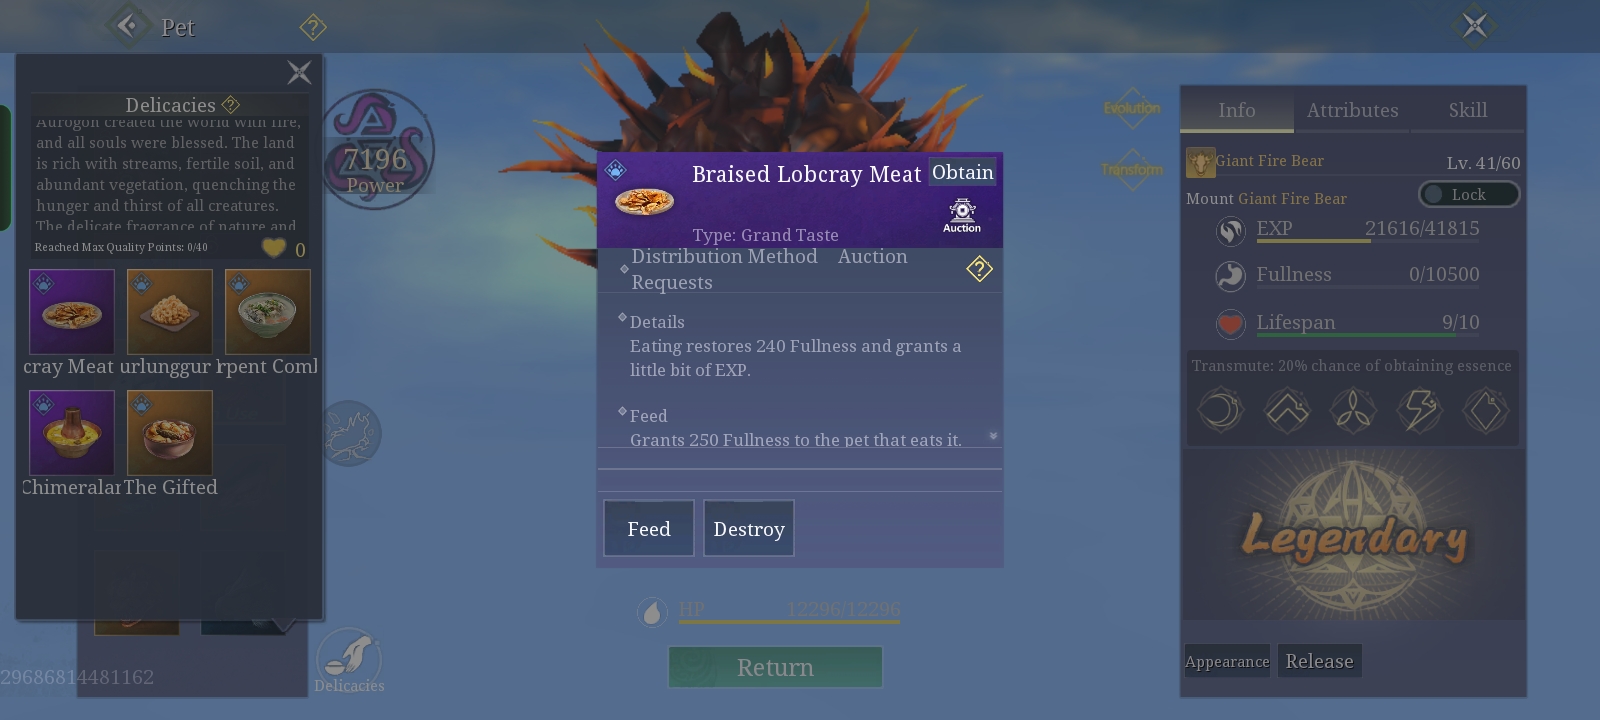 Pet
?
Delicacies ?
Aurogon created the world with fire,
and all souls were blessed. The land
is rich with streams, fertile soil, and
abundant vegetation, quenching the
hunger and thirst of all creatures.
The delicate fragrance of nature and
Reached Max Quality Points: 0/40
0
cray Meat
urlunggur
rpent Coml
Chimeralar
The Gifted
29686814481162
7196
Power
Delicacies
Braised Lobcray Meat
Obtain
Auction
Type: Grand Taste
Distribution Method Auction
Requests
?
Details
Eating restores 240 Fullness and grants a
little bit of EXP.
Feed
Grants 250 Fullness to the pet that eats it.
Feed
Destroy
HP 12296/12296
Return
Evolution
Transform
Info
Attributes
Skill
Giant Fire Bear
Lv. 41/60
Mount Giant Fire Bear
Lock
EXP 21616/41815
Fullness 0/10500
Lifespan 9/10
Transmute: 20% chance of obtaining essence
Legendary
Appearance
Release